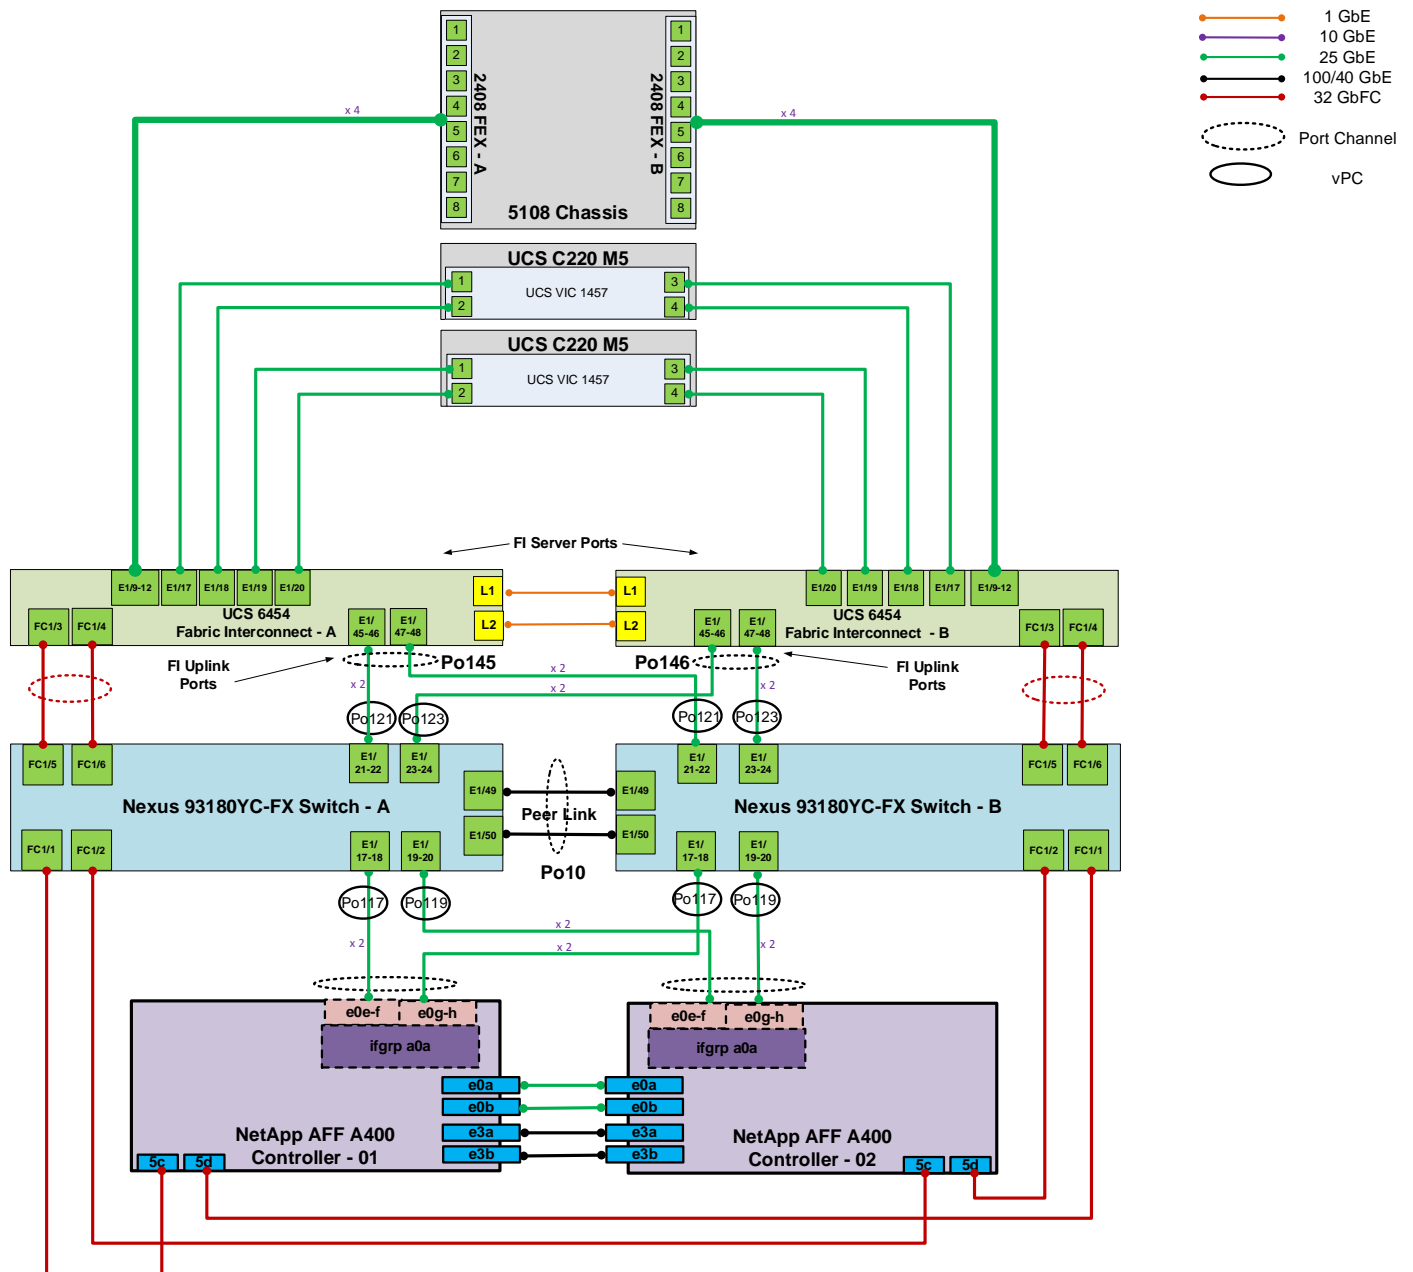 1 GbE
10 GbE
25 GbE
100/40 GbE
32 GbFC
Port Channel
vPC
1
2
3
4
5
6
7
8
2408 FEX - A
1
2
3
4
5
6
7
8
2408 FEX - B
5108 Chassis
x 4
x 4
UCS C220 M5
UCS VIC 1457
1
2
3
4
UCS C220 M5
UCS VIC 1457
1
2
3
4
FI Server Ports
E1/9-12
E1/17
E1/18
E1/19
E1/20
L1
L2
UCS 6454
Fabric Interconnect - A
FC1/3
FC1/4
E1/
45-46
E1/
47-48
L1
L2
E1/20
E1/19
E1/18
E1/17
E1/9-12
UCS 6454
Fabric Interconnect - B
E1/
45-46
E1/
47-48
FC1/3
FC1/4
FI Uplink
Ports
Po145
Po146
FI Uplink
Ports
x 2
x 2
x 2
x 2
Po121
Po123
Po121
Po123
FC1/5
FC1/6
E1/
21-22
E1/
23-24
E1/49
E1/50
Nexus 93180YC-FX Switch - A
FC1/1
FC1/2
E1/
17-18
E1/
19-20
Peer Link
Po10
E1/
21-22
E1/
23-24
FC1/5
FC1/6
E1/49
E1/50
Nexus 93180YC-FX Switch - B
E1/
17-18
E1/
19-20
FC1/2
FC1/1
Po117
Po119
Po117
Po119
x 2
x 2
x 2
x 2
e0e-f
e0g-h
ifgrp a0a
e0a
e0b
e3a
e3b
NetApp AFF A400
Controller - 01
5c
5d
e0e-f
e0g-h
ifgrp a0a
e0a
e0b
e3a
e3b
NetApp AFF A400
Controller - 02
5c
5d